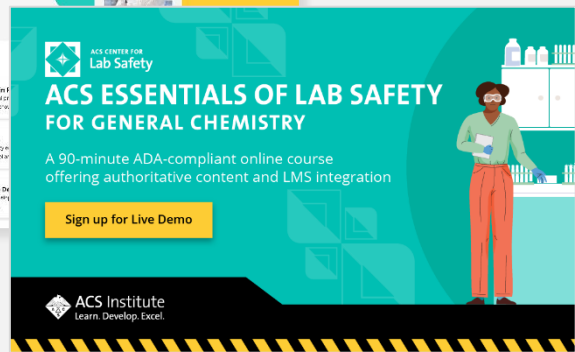 ACS CENTER FOR
Lab Safety
ACS ESSENTIALS OF LAB SAFETY
FOR GENERAL CHEMISTRY
A 90-minute ADA-compliant online course
offering authoritative content and LMS integration
Sign up for Live Demo
ACS Institute
Learn. Develop. Excel.